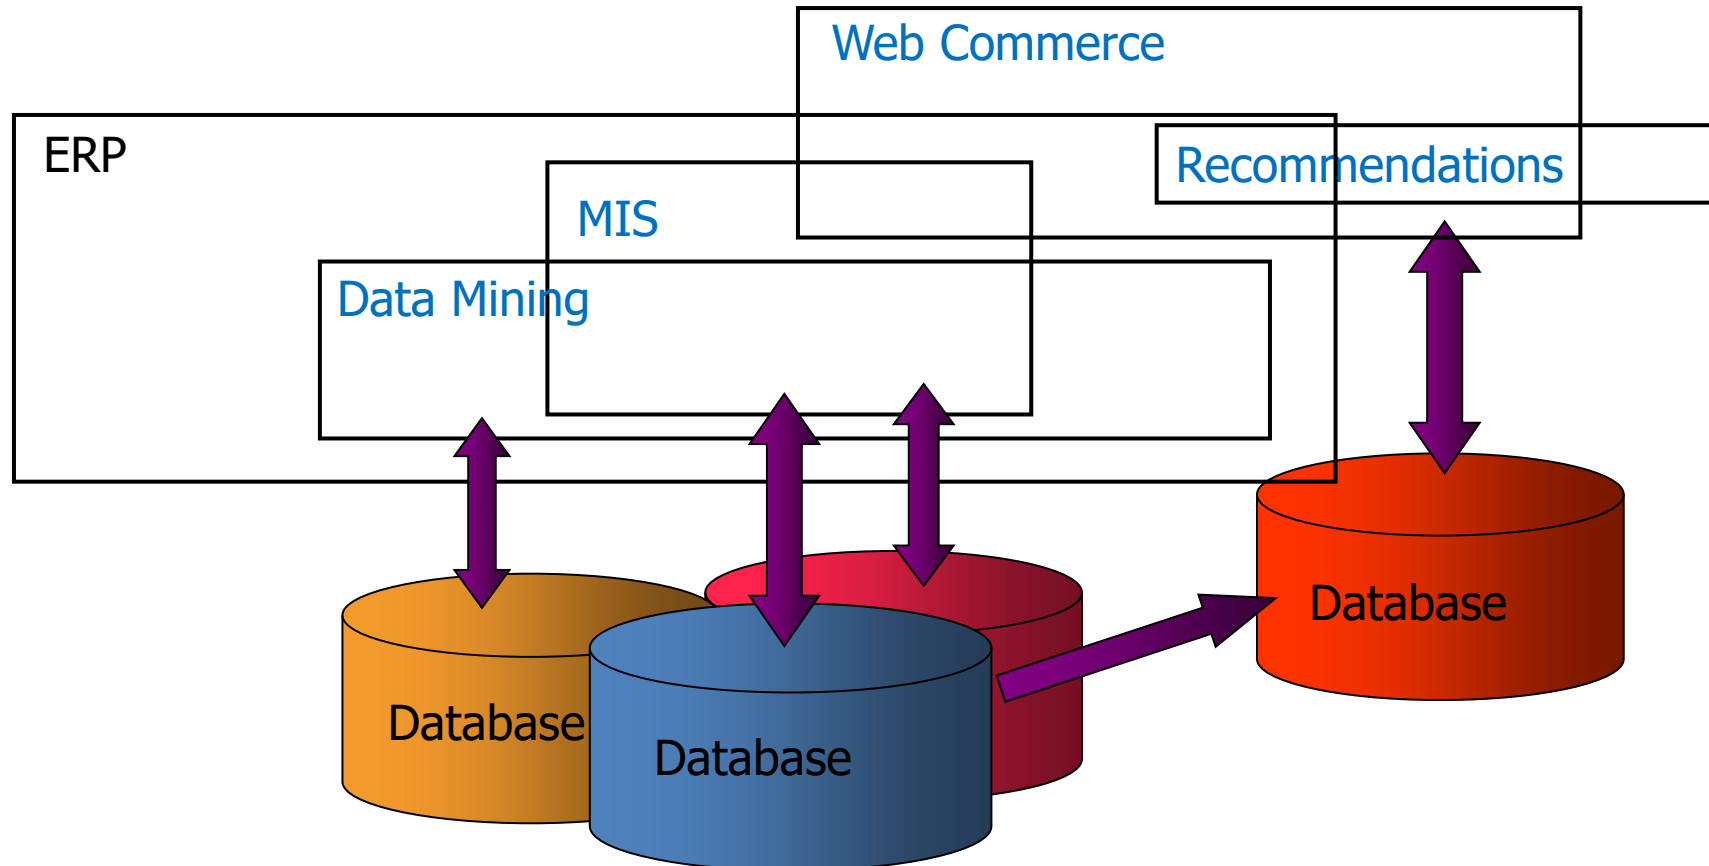 Web Commerce
ERP
Recommendations
MIS
Data Mining
Database
Database
Database